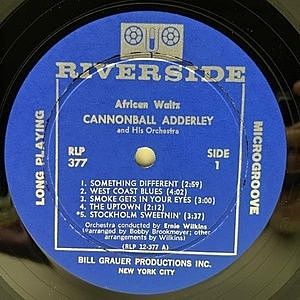 RIVERSIDE
African Waltz
CANNONBALL ADDERLEY
and His Orchestra
RLP
377
SIDE
1
LONG PLAYING
MICROGROOVE
1. SOMETHING DIFFERENT (2:59)
2. WEST COAST BLUES (4:02)
3. SMOKE GETS IN YOUR EYES (3:00)
4. THE UPTOWN (2:12)
*5. STOCKHOLM SWEETNIN' (3:37)
Orchestra conducted by Ernie Wilkins
(*arranged by Bobby Brookmeyer; other
arrangements by Wilkins)
(RLP 12-377 A)
BILL GRAUER PRODUCTIONS INC.
NEW YORK CITY